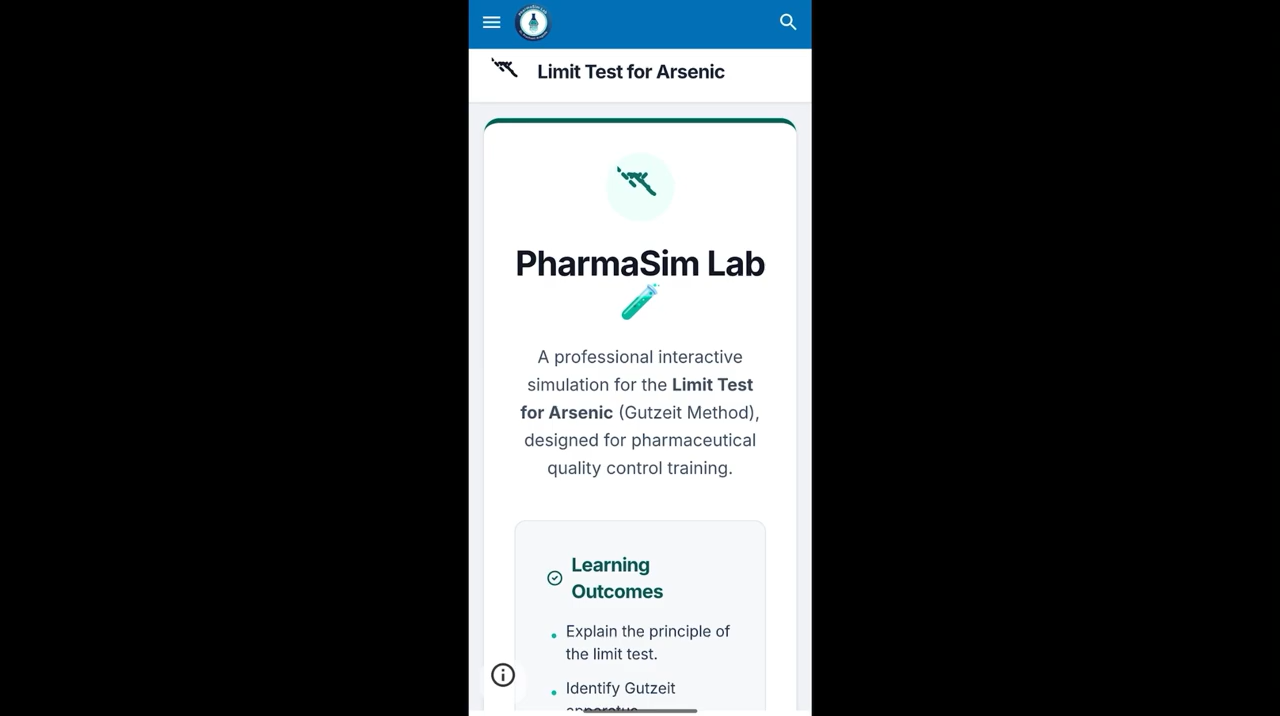 Limit Test for Arsenic
PharmaSim Lab
A professional interactive
simulation for the Limit Test
for Arsenic (Gutzeit Method),
designed for pharmaceutical
quality control training.
Learning
Outcomes
Explain the principle of
the limit test.
Identify Gutzeit
apparatus